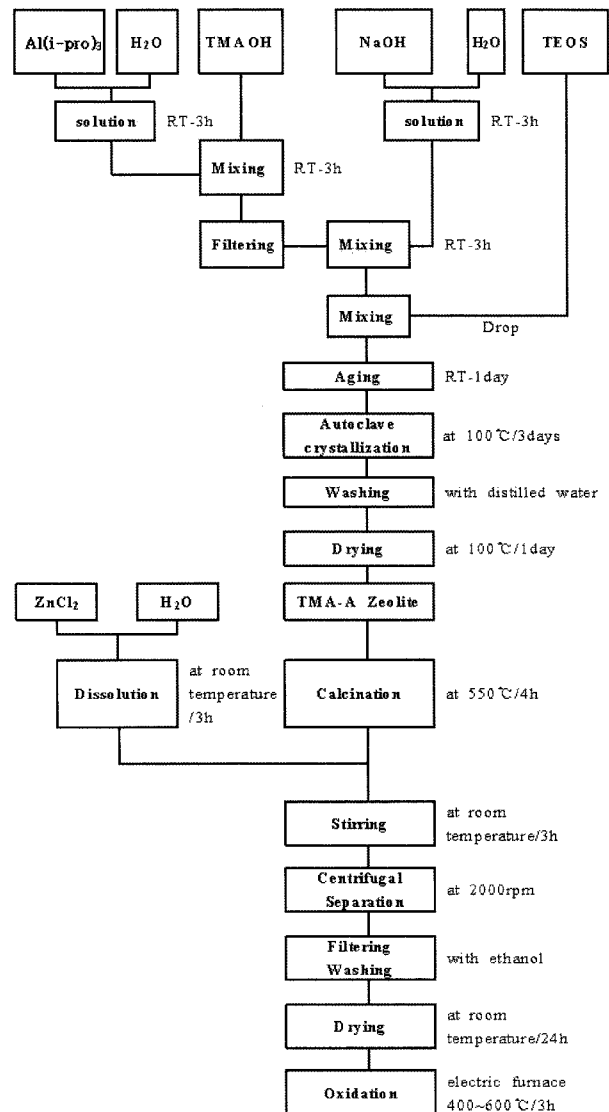 Al(i-pro)₃ H₂O TMAOH NaOH H₂O TEOS
solution RT-3h solution RT-3h
Mixing RT-3h
Filtering Mixing RT-3h
Mixing
Drop
Aging RT-1day
Autoclave
crystallization at 100℃/3days
Washing with distilled water
Drying at 100℃/1day
ZnCl₂ H₂O TMA-A Zeolite
Dissolution at room
temperature
/3h
Calcination at 550℃/4h
Stirring at room
temperature/3h
Centrifugal
Separation at 2000rpm
Filtering
Washing with ethanol
Drying at room
temperature/24h
Oxidation electric furnace
400~600℃/3h